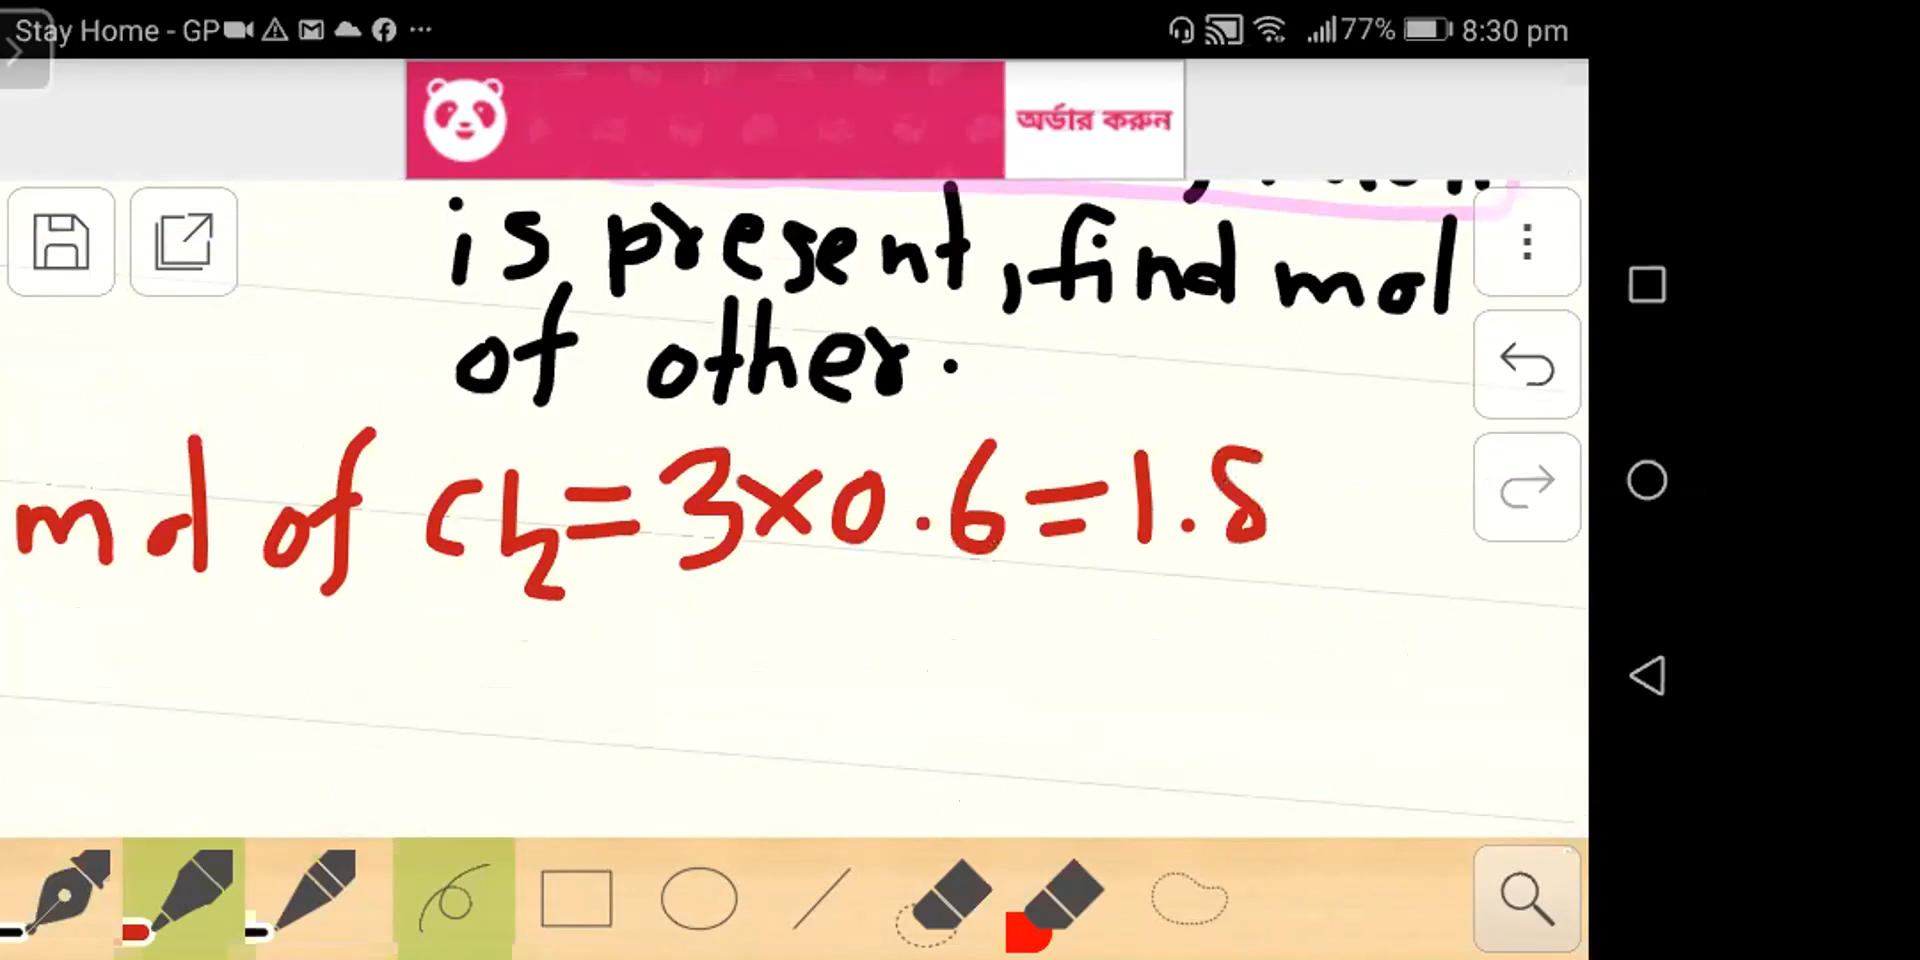 Stay Home - GP ... 77% 8:30 pm
অর্ডার করুন
is present, find mol
of other.
mol of Cl₂ = 3×0.6 = 1.8